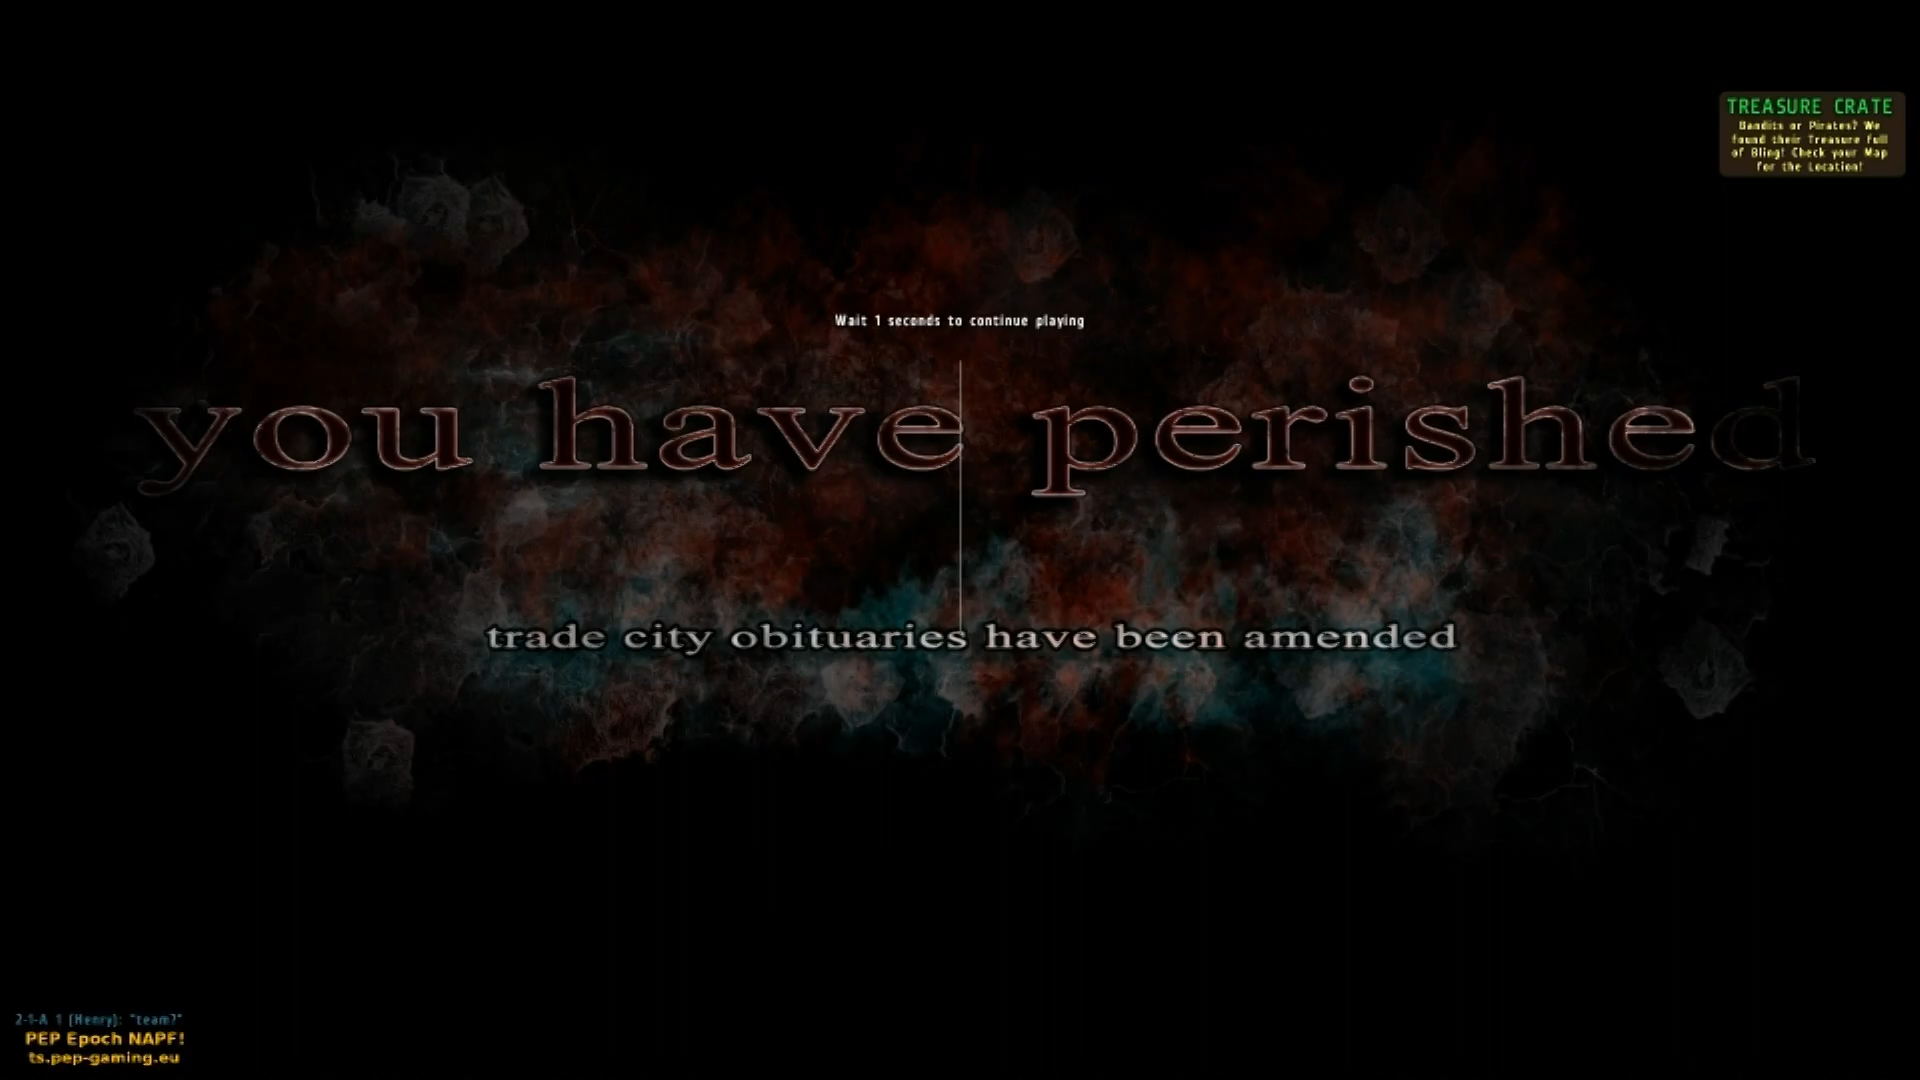 TREASURE CRATE
Bandits or Pirates? We
found their Treasure full
of Bling! Check your Map
for the Location!
Wait 1 seconds to continue playing
you have perished
trade city obituaries have been amended
2-1-A 1 (Henry): "team?"
PEP Epoch NAPF!
ts.pep-gaming.eu